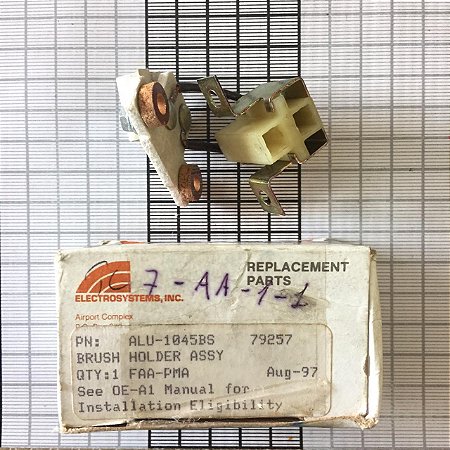 REPLACEMENT
PARTS
7-AA-1-1
ELECTROSYSTEMS, INC.
Airport Complex
PN: ALU-1045BS 79257
BRUSH HOLDER ASSY
QTY:1 FAA-PMA Aug-97
See OE-A1 Manual for
Installation Eligibility